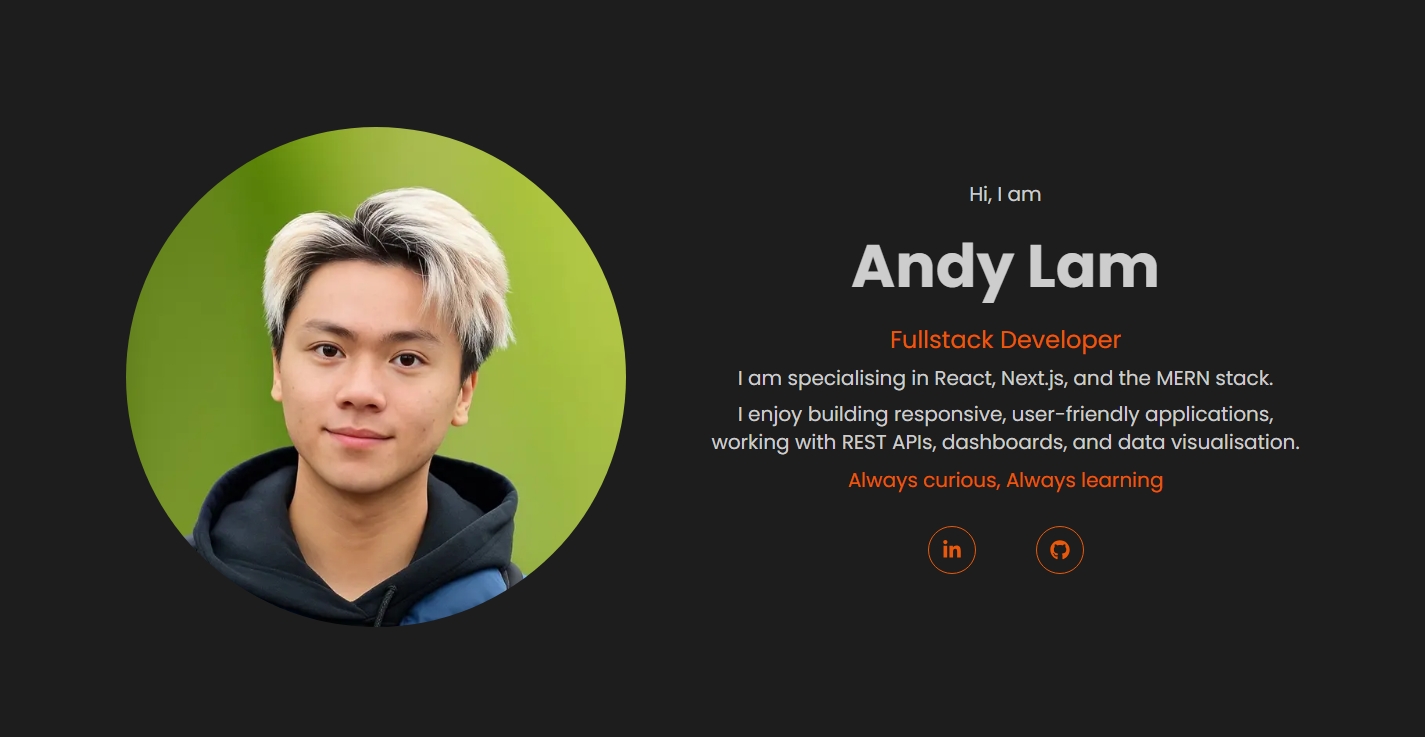 Hi, I am
Andy Lam
Fullstack Developer
I am specialising in React, Next.js, and the MERN stack.
I enjoy building responsive, user-friendly applications,
working with REST APIs, dashboards, and data visualisation.
Always curious, Always learning
in